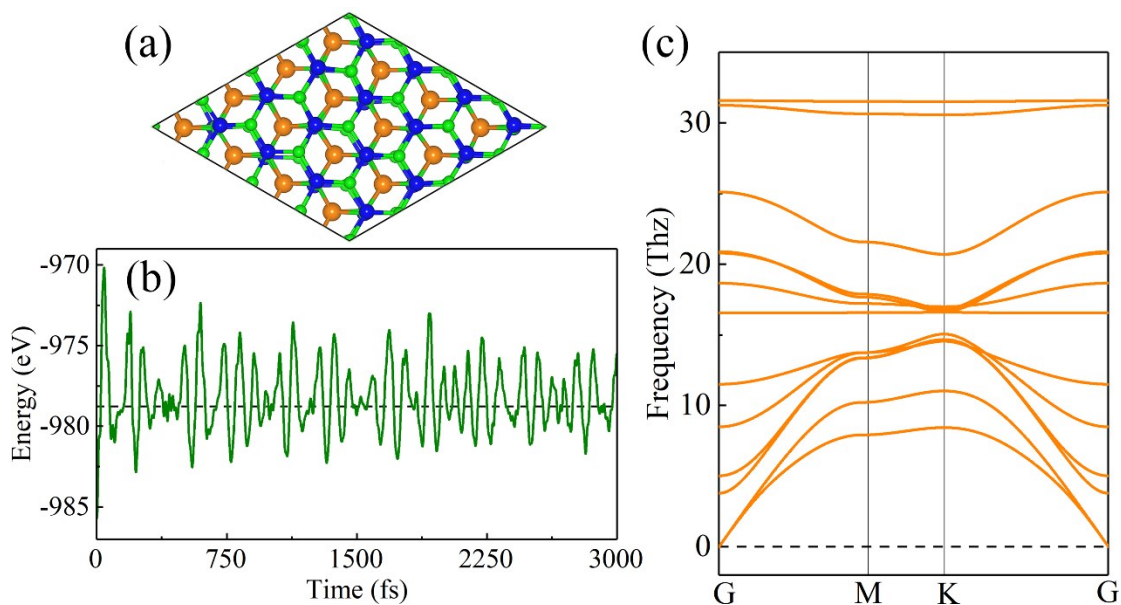 (a)
(b)
Energy (eV)
-970
-975
-980
-985
0 750 1500 2250 3000
Time (fs)
(c)
Frequency (Thz)
30
20
10
0
G M K G